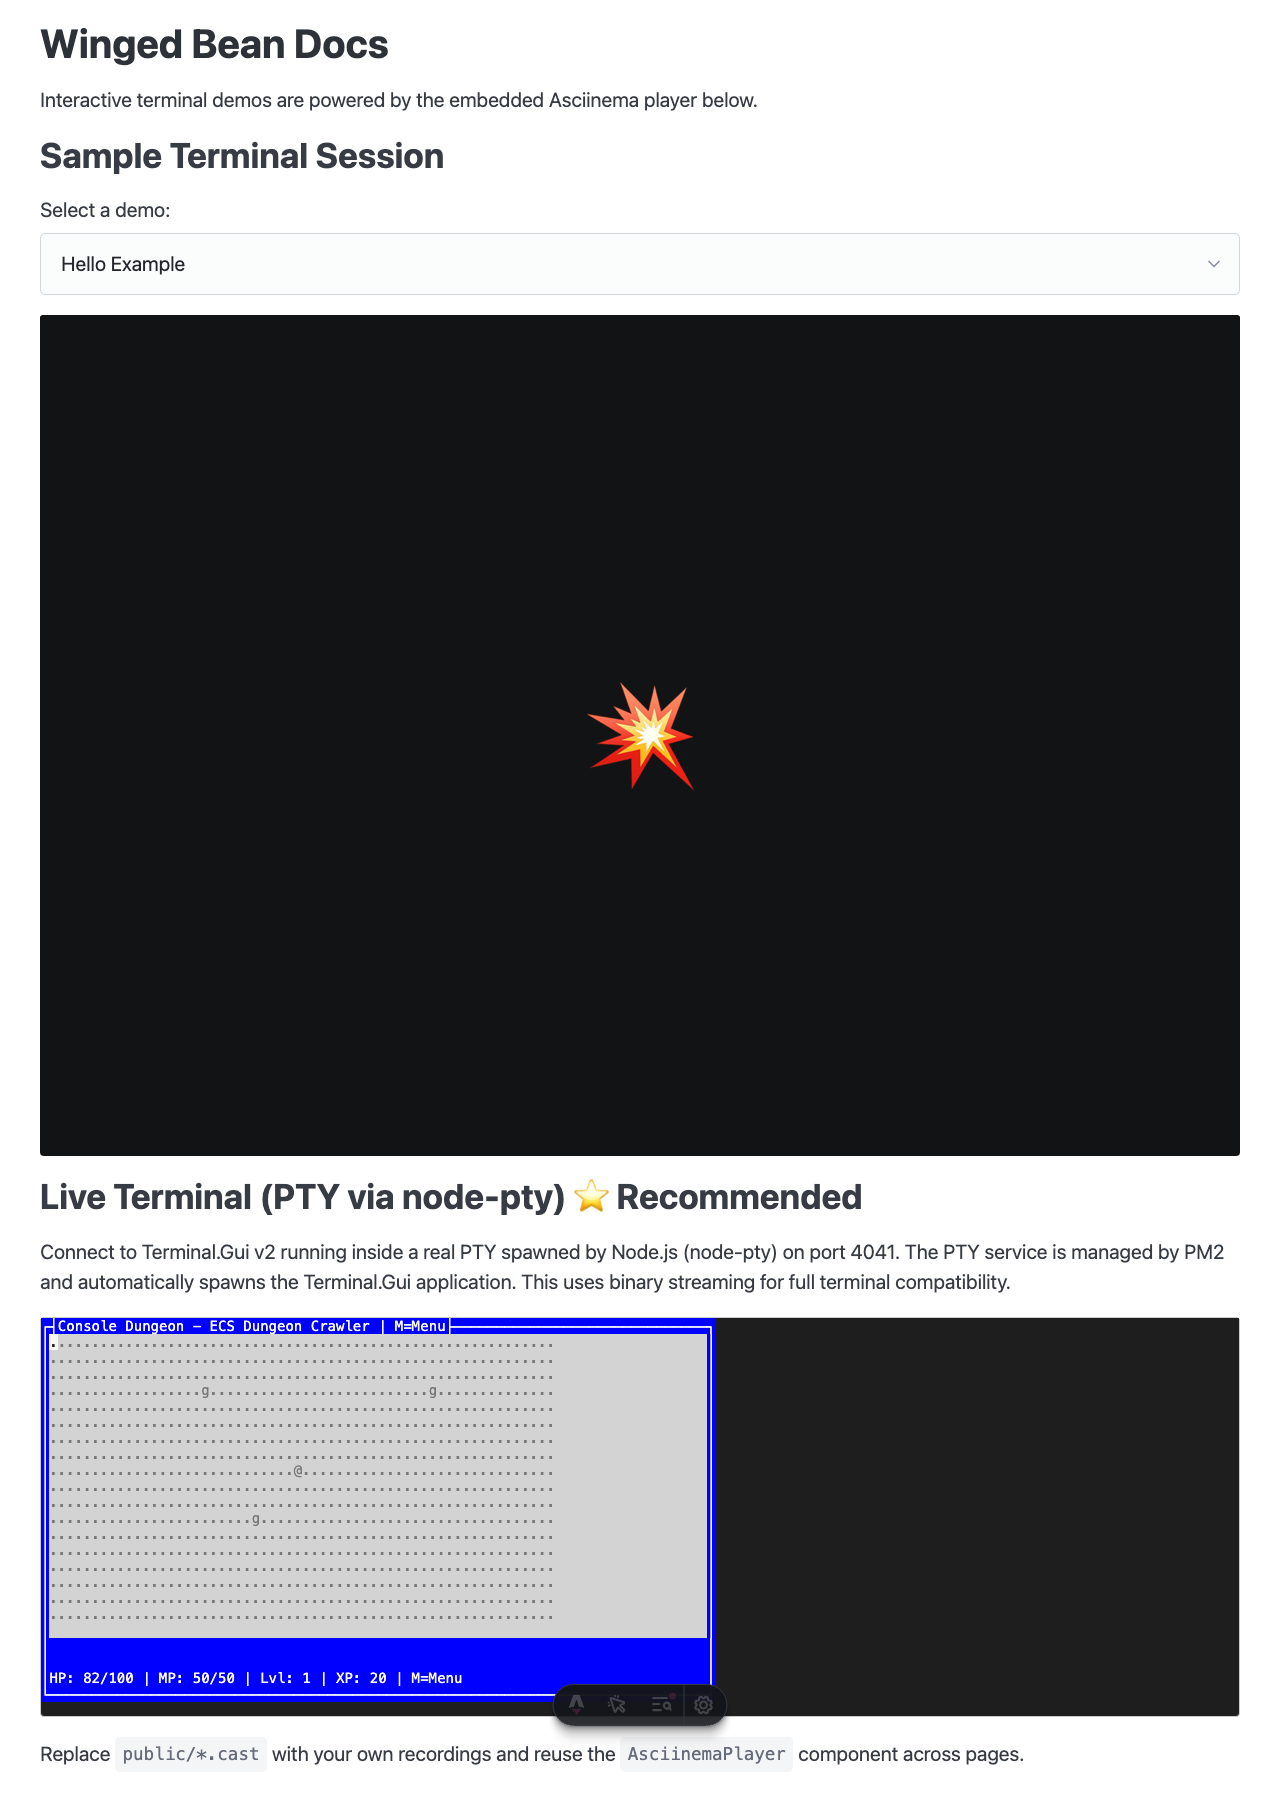 Winged Bean Docs
Interactive terminal demos are powered by the embedded Asciinema player below.
Sample Terminal Session
Select a demo:
Hello Example
Live Terminal (PTY via node-pty) ⭐ Recommended
Connect to Terminal.Gui v2 running inside a real PTY spawned by Node.js (node-pty) on port 4041. The PTY service is managed by PM2
and automatically spawns the Terminal.Gui application. This uses binary streaming for full terminal compatibility.
Console Dungeon - ECS Dungeon Crawler | M=Menu
............................................................
............................................................
............................................................
..................g..........................g..............
............................................................
............................................................
............................................................
............................................................
.............................@..............................
............................................................
............................................................
........................g...................................
............................................................
............................................................
............................................................
............................................................
............................................................
............................................................
HP: 82/100 | MP: 50/50 | Lvl: 1 | XP: 20 | M=Menu
Replace public/*.cast with your own recordings and reuse the AsciinemaPlayer component across pages.